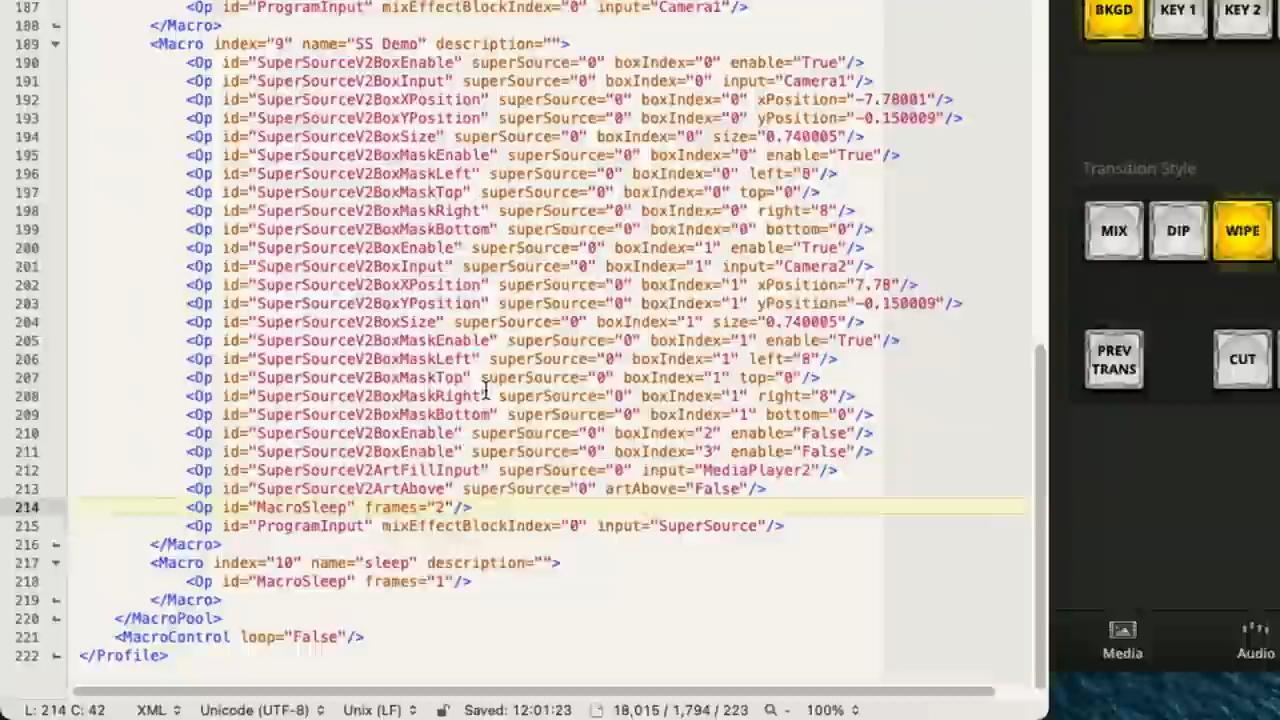 187 <Op id="ProgramInput" mixEffectBlockIndex="0" input="Camera1"/>
188 </Macro>
189 <Macro index="9" name="SS Demo" description="">
190 <Op id="SuperSourceV2BoxEnable" superSource="0" boxIndex="0" enable="True"/>
191 <Op id="SuperSourceV2BoxInput" superSource="0" boxIndex="0" input="Camera1"/>
192 <Op id="SuperSourceV2BoxXPosition" superSource="0" boxIndex="0" xPosition="-7.78001"/>
193 <Op id="SuperSourceV2BoxYPosition" superSource="0" boxIndex="0" yPosition="-0.150009"/>
194 <Op id="SuperSourceV2BoxSize" superSource="0" boxIndex="0" size="0.740005"/>
195 <Op id="SuperSourceV2BoxMaskEnable" superSource="0" boxIndex="0" enable="True"/>
196 <Op id="SuperSourceV2BoxMaskLeft" superSource="0" boxIndex="0" left="8"/>
197 <Op id="SuperSourceV2BoxMaskTop" superSource="0" boxIndex="0" top="0"/>
198 <Op id="SuperSourceV2BoxMaskRight" superSource="0" boxIndex="0" right="8"/>
199 <Op id="SuperSourceV2BoxMaskBottom" superSource="0" boxIndex="0" bottom="0"/>
200 <Op id="SuperSourceV2BoxEnable" superSource="0" boxIndex="1" enable="True"/>
201 <Op id="SuperSourceV2BoxInput" superSource="0" boxIndex="1" input="Camera2"/>
202 <Op id="SuperSourceV2BoxXPosition" superSource="0" boxIndex="1" xPosition="7.78"/>
203 <Op id="SuperSourceV2BoxYPosition" superSource="0" boxIndex="1" yPosition="-0.150009"/>
204 <Op id="SuperSourceV2BoxSize" superSource="0" boxIndex="1" size="0.740005"/>
205 <Op id="SuperSourceV2BoxMaskEnable" superSource="0" boxIndex="1" enable="True"/>
206 <Op id="SuperSourceV2BoxMaskLeft" superSource="0" boxIndex="1" left="8"/>
207 <Op id="SuperSourceV2BoxMaskTop" superSource="0" boxIndex="1" top="0"/>
208 <Op id="SuperSourceV2BoxMaskRight" superSource="0" boxIndex="1" right="8"/>
209 <Op id="SuperSourceV2BoxMaskBottom" superSource="0" boxIndex="1" bottom="0"/>
210 <Op id="SuperSourceV2BoxEnable" superSource="0" boxIndex="2" enable="False"/>
211 <Op id="SuperSourceV2BoxEnable" superSource="0" boxIndex="3" enable="False"/>
212 <Op id="SuperSourceV2ArtFillInput" superSource="0" input="MediaPlayer2"/>
213 <Op id="SuperSourceV2ArtAbove" superSource="0" artAbove="False"/>
214 <Op id="MacroSleep" frames="2"/>
215 <Op id="ProgramInput" mixEffectBlockIndex="0" input="SuperSource"/>
216 </Macro>
217 <Macro index="10" name="sleep" description="">
218 <Op id="MacroSleep" frames="1"/>
219 </Macro>
220 </MacroPool>
221 <MacroControl loop="False"/>
222 </Profile>
L: 214 C: 42 XML Unicode (UTF-8) Unix (LF) Saved: 12:01:23 18,015 / 1,794 / 223 100%
BKGD KEY 1 KEY 2
Transition Style
MIX DIP WIPE
PREV TRANS CUT
Media Audio